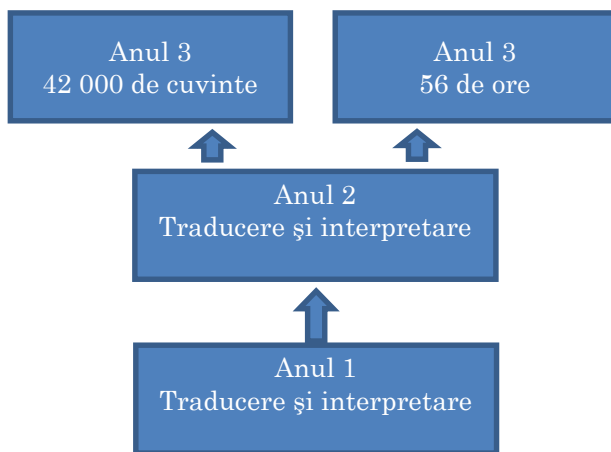 Anul 3
42 000 de cuvinte
Anul 3
56 de ore
Anul 2
Traducere şi interpretare
Anul 1
Traducere şi interpretare